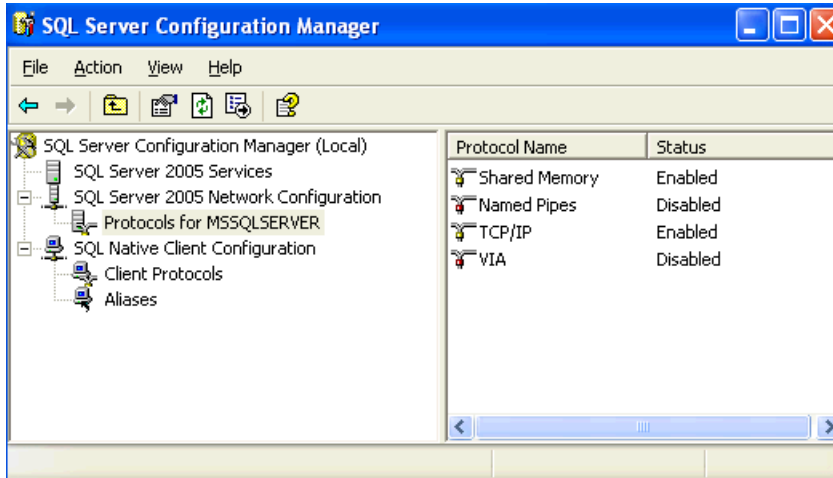 SQL Server Configuration Manager
File Action View Help
SQL Server Configuration Manager (Local)
SQL Server 2005 Services
SQL Server 2005 Network Configuration
Protocols for MSSQLSERVER
SQL Native Client Configuration
Client Protocols
Aliases
Protocol Name Status
Shared Memory Enabled
Named Pipes Disabled
TCP/IP Enabled
VIA Disabled